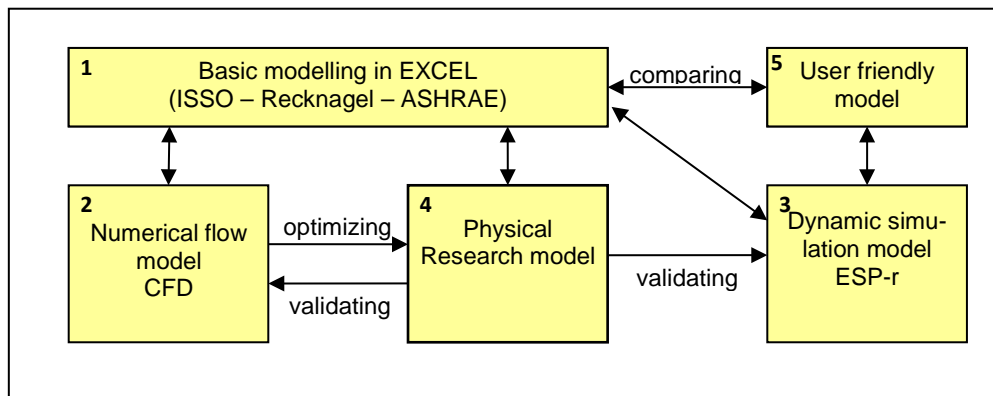 1
Basic modelling in EXCEL
(ISSO – Recknagel – ASHRAE)
comparing
5
User friendly
model
2
Numerical flow
model
CFD
optimizing
validating
4
Physical
Research model
validating
3
Dynamic simu-
lation model
ESP-r